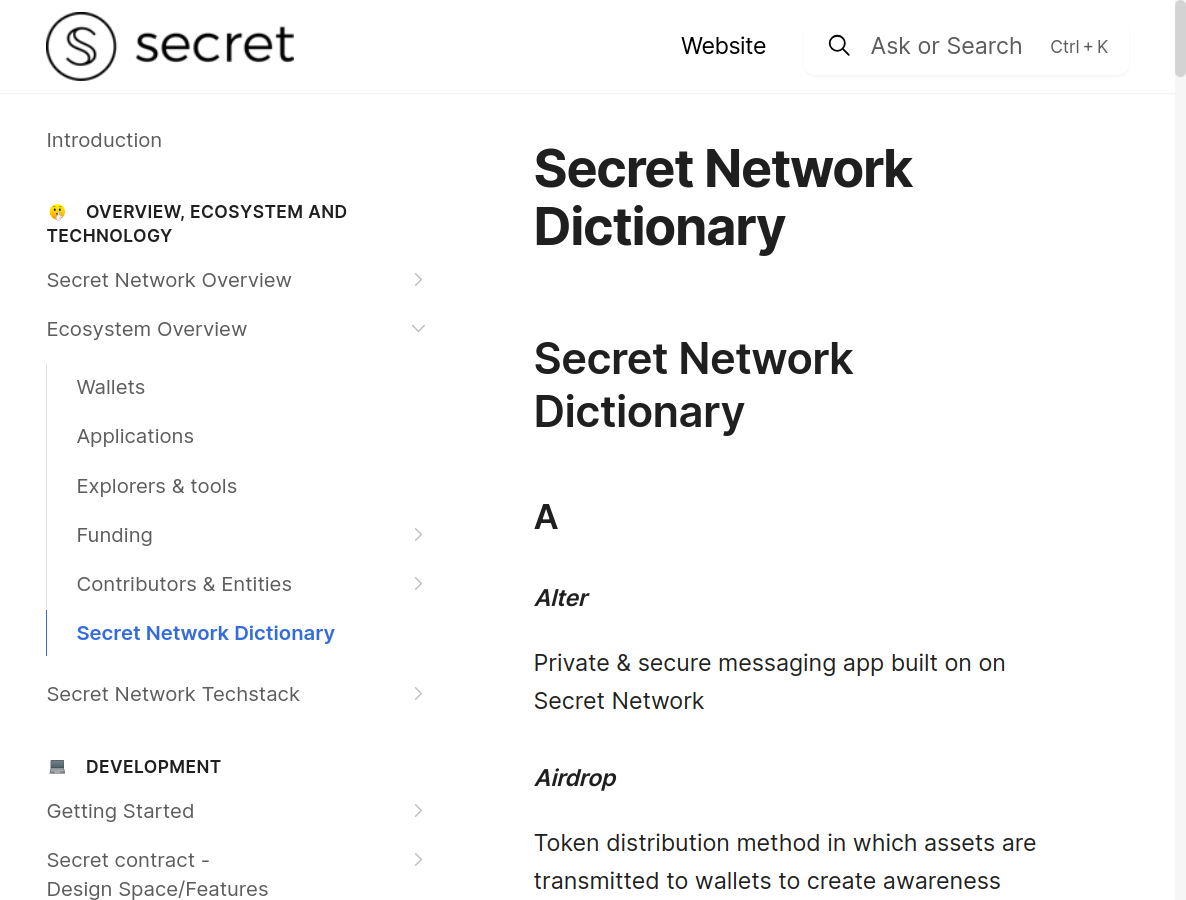 secret
Website
Ask or Search
Ctrl + K
Introduction
OVERVIEW, ECOSYSTEM AND
TECHNOLOGY
Secret Network Overview
Ecosystem Overview
Wallets
Applications
Explorers & tools
Funding
Contributors & Entities
Secret Network Dictionary
Secret Network Techstack
DEVELOPMENT
Getting Started
Secret contract -
Design Space/Features
Secret Network
Dictionary
Secret Network
Dictionary
A
Alter
Private & secure messaging app built on on
Secret Network
Airdrop
Token distribution method in which assets are
transmitted to wallets to create awareness